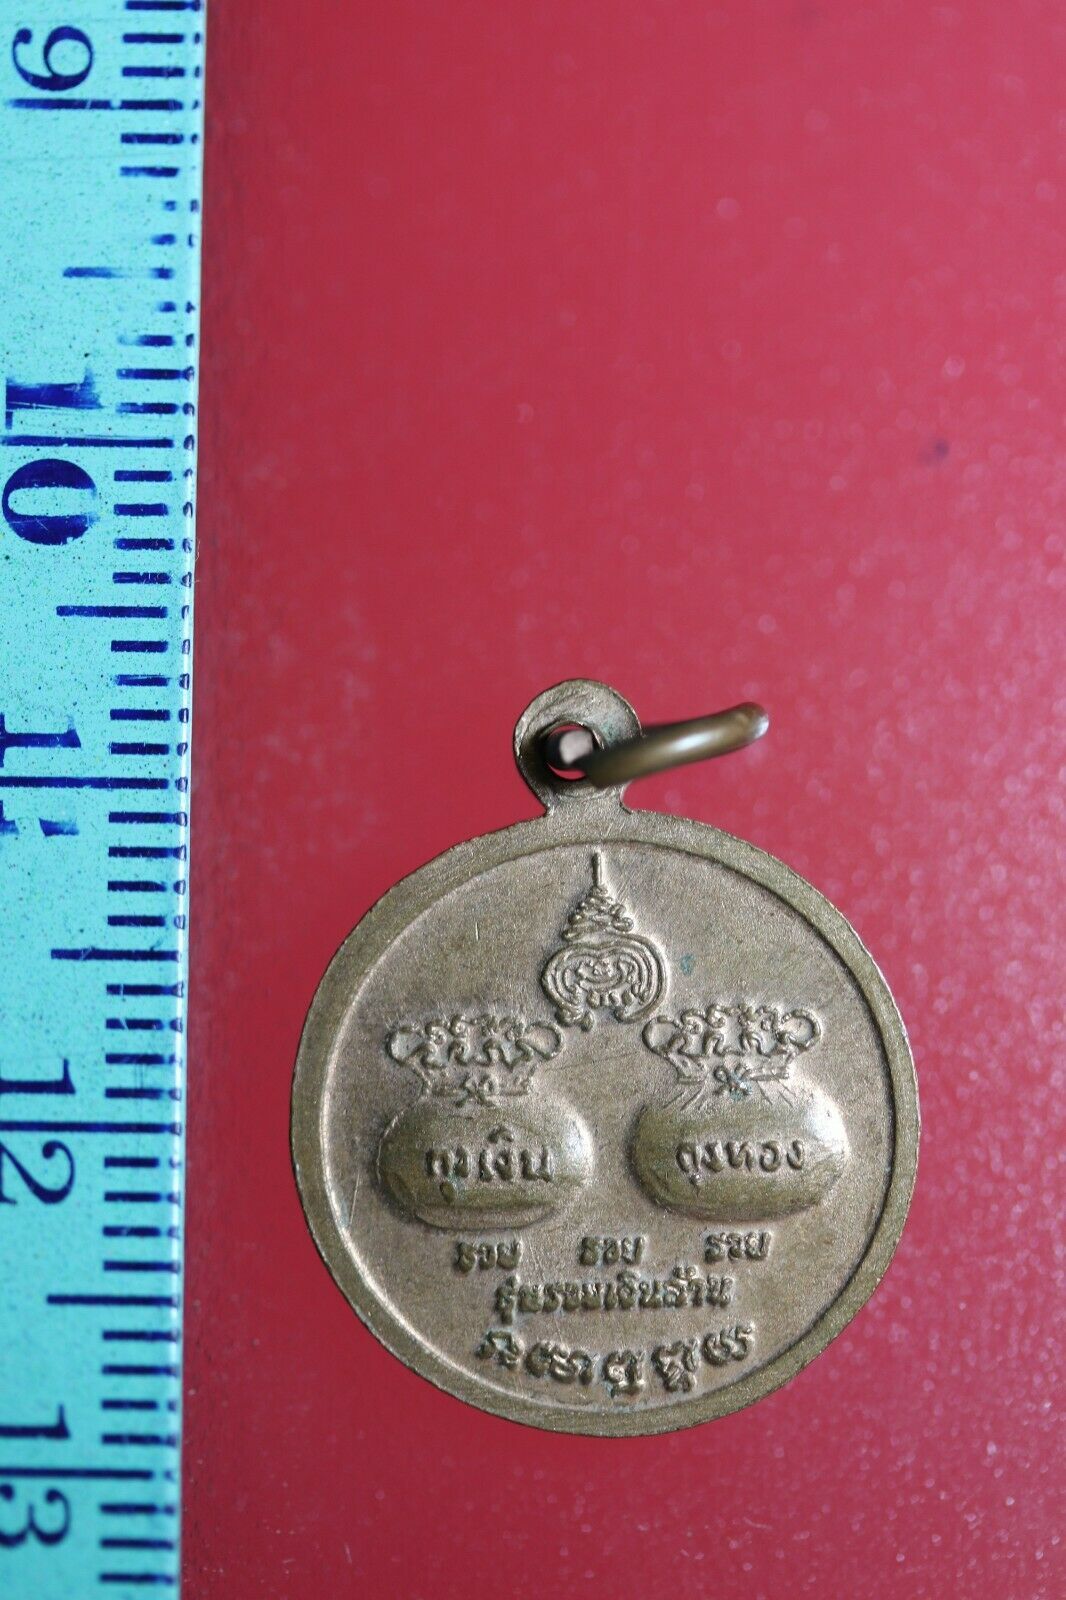 9
10
11
12
13
ถุงเงิน ถุงทอง
รวย รวย รวย
รุ่นรวยเงินล้าน